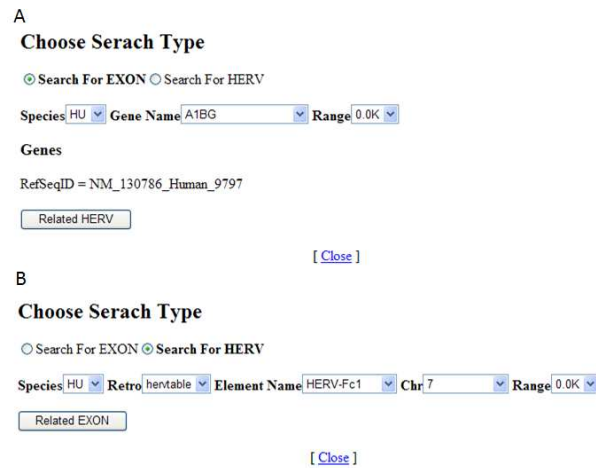 A
Choose Serach Type
Search For EXON Search For HERV
Species HU Gene Name A1BG Range 0.0K
Genes
RefSeqID = NM_130786_Human_9797
Related HERV
[ Close ]
B
Choose Serach Type
Search For EXON Search For HERV
Species HU Retro hervtable Element Name HERV-Fc1 Chr 7 Range 0.0K
Related EXON
[ Close ]